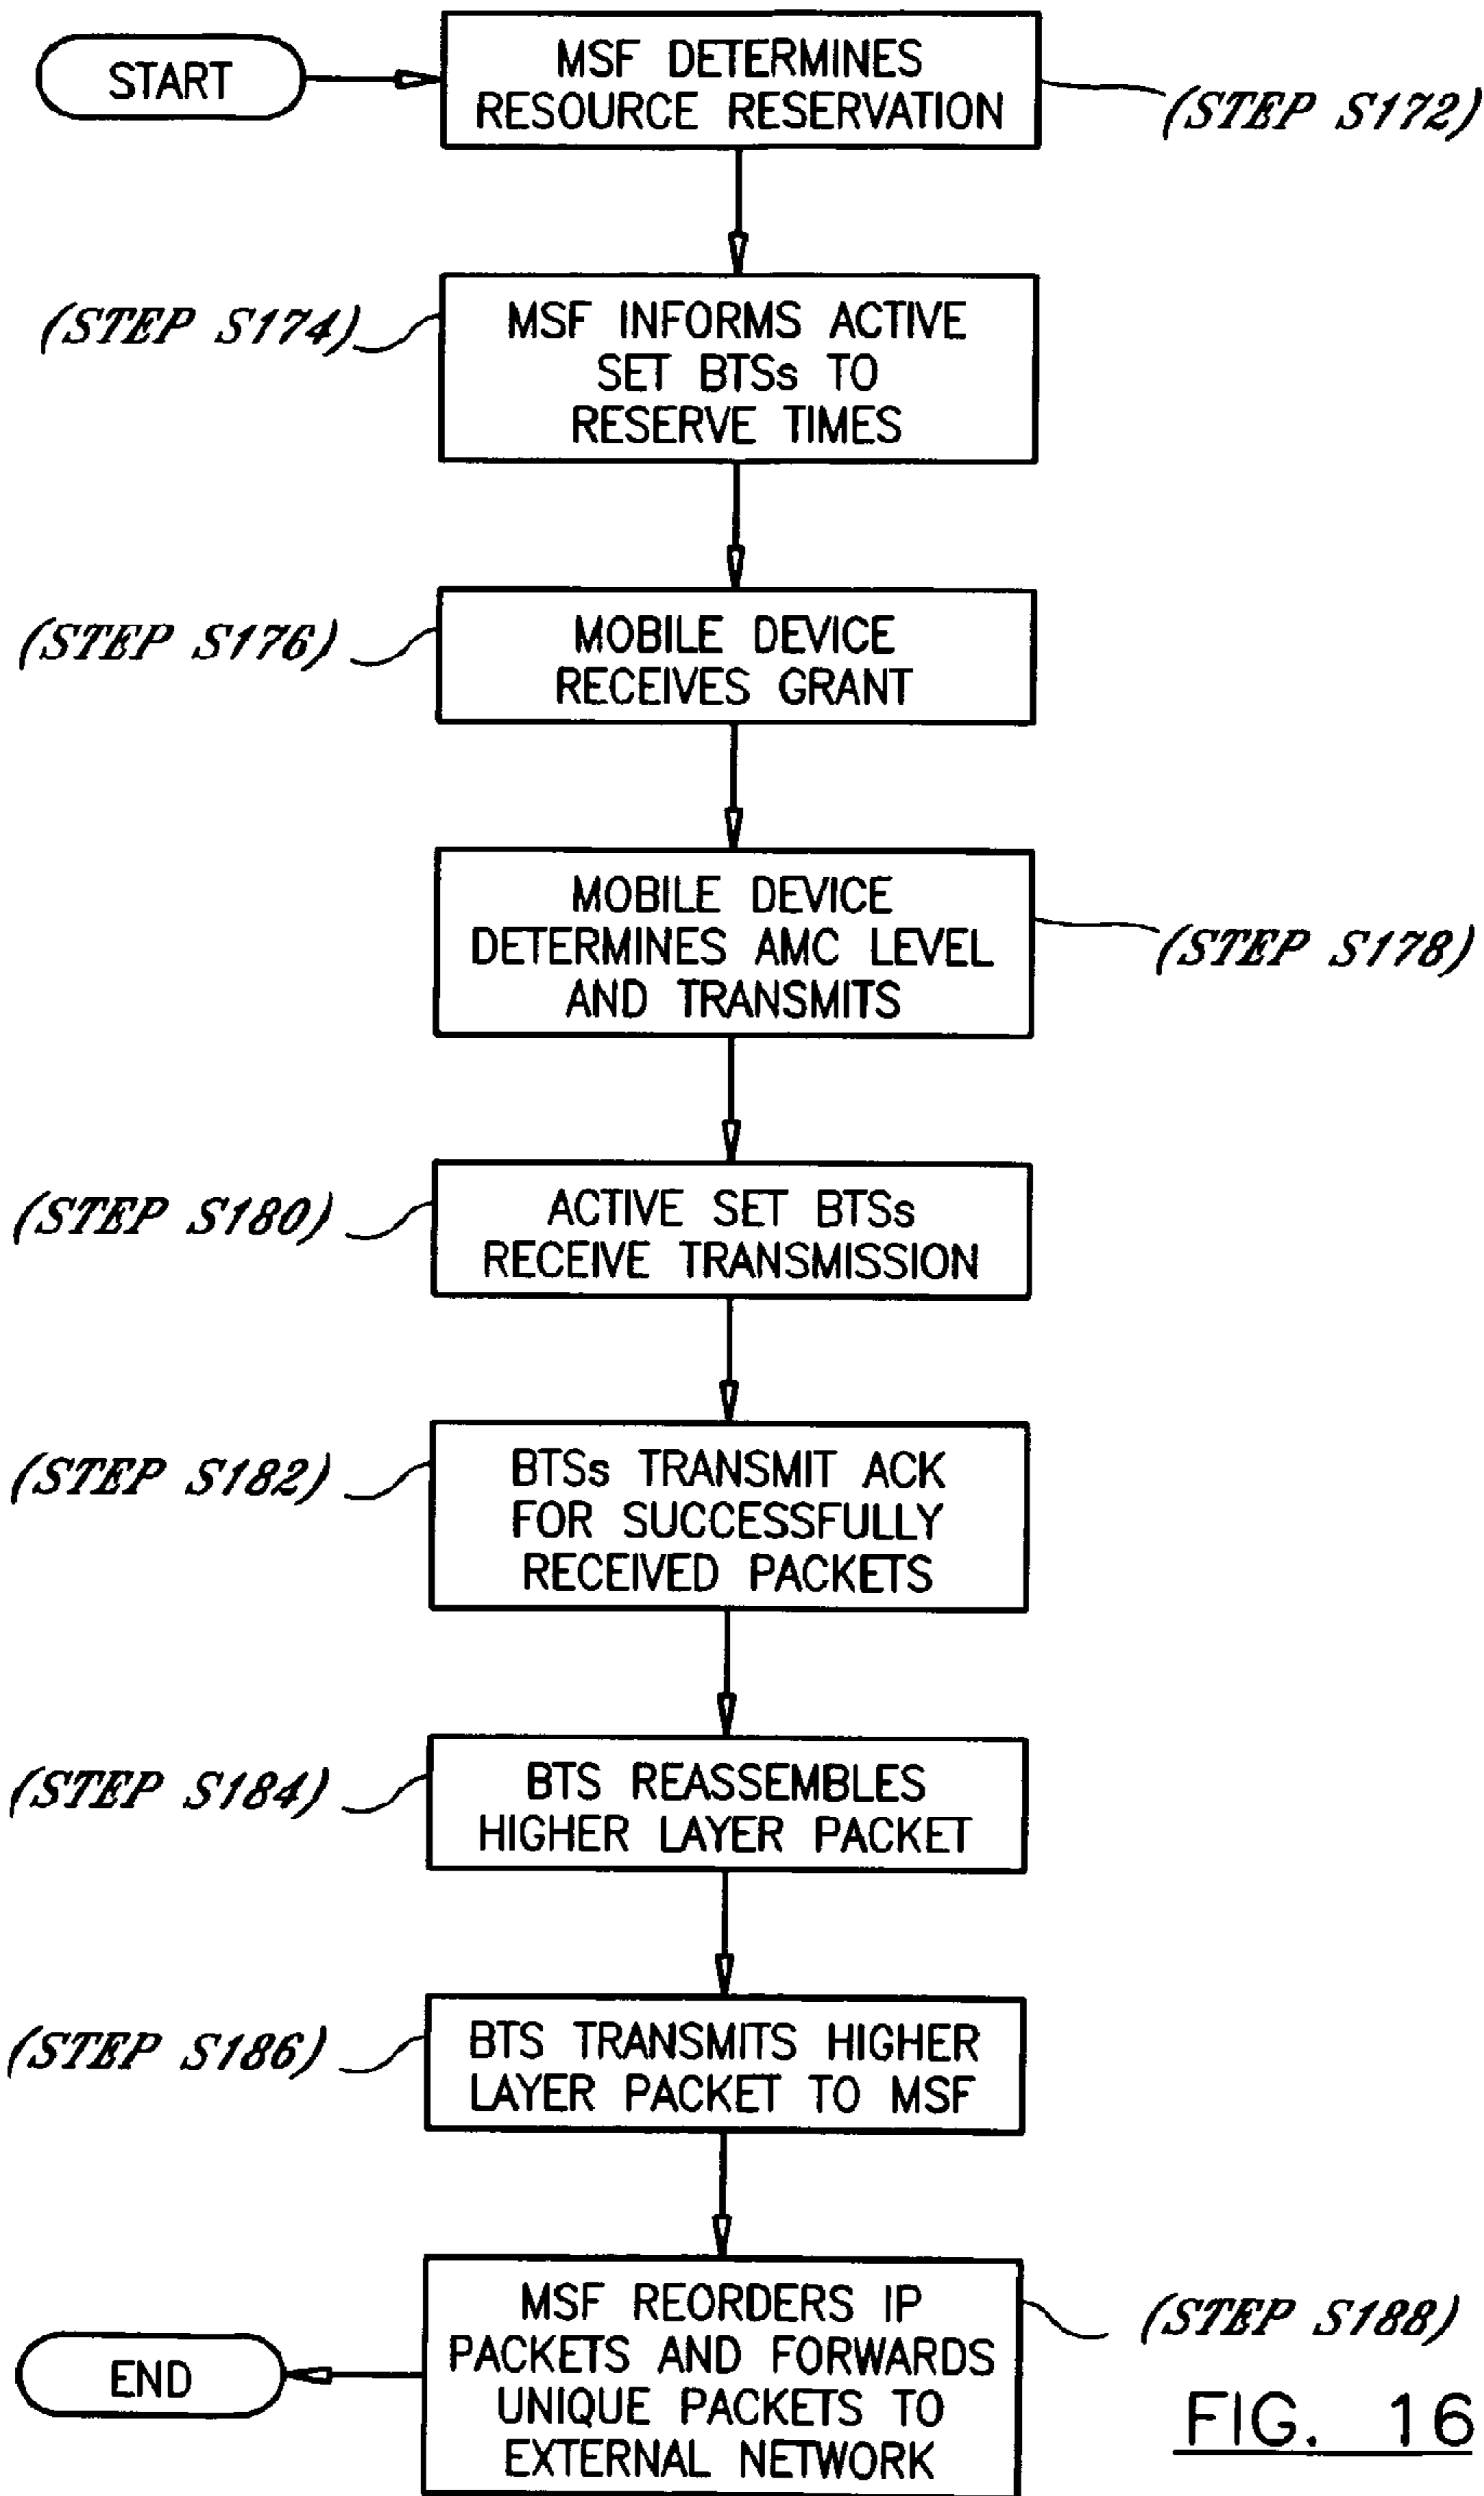 START
MSF DETERMINES
RESOURCE RESERVATION
(STEP S172)
MSF INFORMS ACTIVE
SET BTSs TO
RESERVE TIMES
(STEP S174)
MOBILE DEVICE
RECEIVES GRANT
(STEP S176)
MOBILE DEVICE
DETERMINES AMC LEVEL
AND TRANSMITS
(STEP S178)
ACTIVE SET BTSs
RECEIVE TRANSMISSION
(STEP S180)
BTSs TRANSMIT ACK
FOR SUCCESSFULLY
RECEIVED PACKETS
(STEP S182)
BTS REASSEMBLES
HIGHER LAYER PACKET
(STEP S184)
BTS TRANSMITS HIGHER
LAYER PACKET TO MSF
(STEP S186)
MSF REORDERS IP
PACKETS AND FORWARDS
UNIQUE PACKETS TO
EXTERNAL NETWORK
(STEP S188)
END
FIG. 16